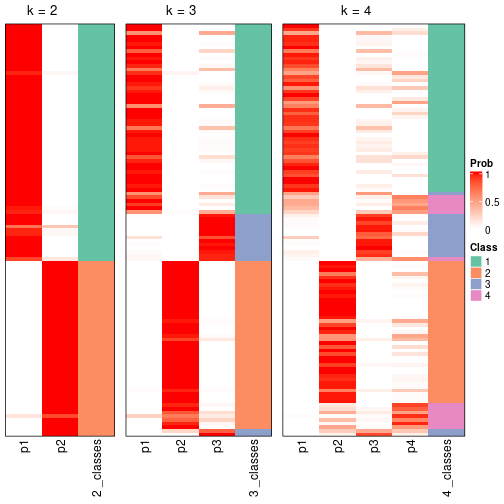 k = 2
k = 3
k = 4
Prob
1
0.5
0
Class
1
2
3
4
p1
p2
2_classes
p1
p2
p3
3_classes
p1
p2
p3
p4
4_classes